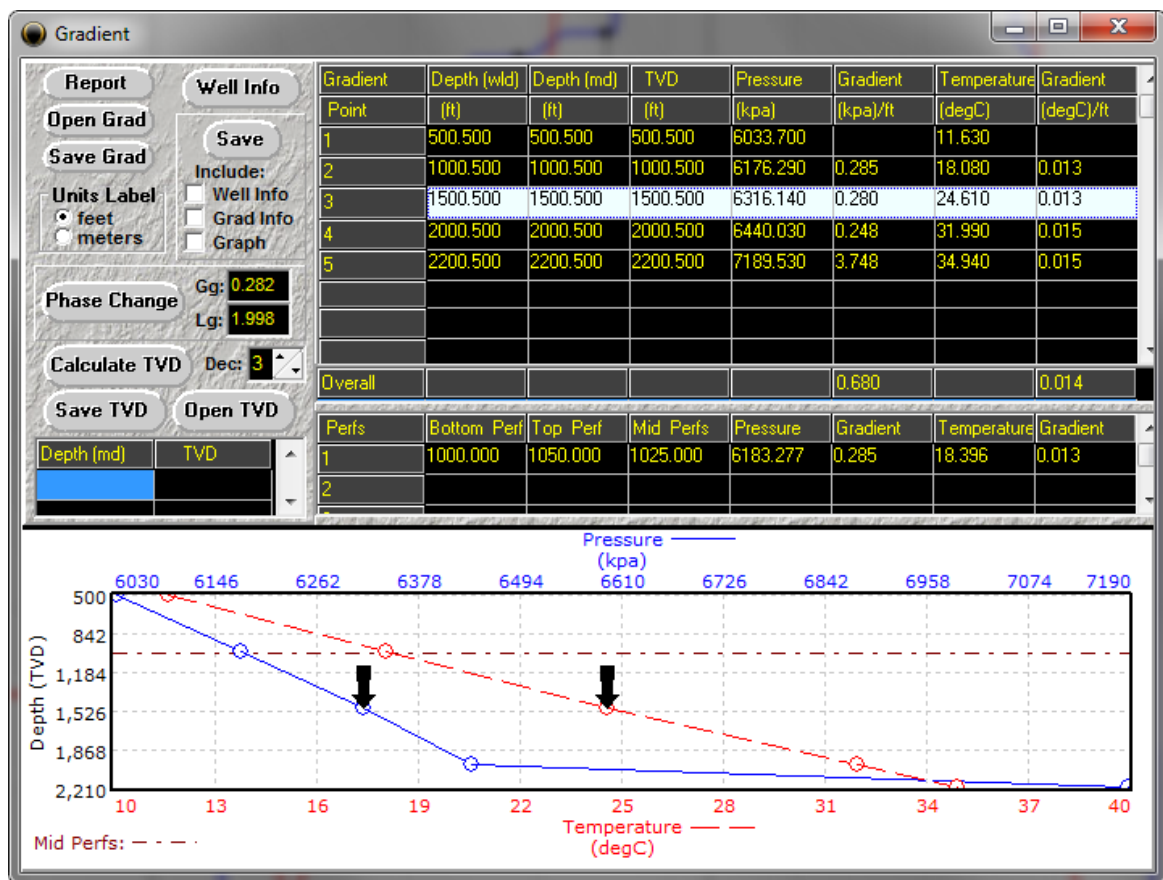 Gradient
Report
Well Info
Open Grad
Save Grad
Save
Include:
Well Info
Grad Info
Graph
Units Label
feet
meters
Phase Change
Gg: 0.282
Lg: 1.998
Calculate TVD Dec: 3
Save TVD Open TVD
Depth (md) TVD
Gradient Depth (wld) Depth (md) TVD Pressure Gradient Temperature Gradient
Point (ft) (ft) (ft) (kpa) (kpa)/ft (degC) (degC)/ft
1 500.500 500.500 500.500 6033.700 11.630
2 1000.500 1000.500 1000.500 6176.290 0.285 18.080 0.013
3 1500.500 1500.500 1500.500 6316.140 0.280 24.610 0.013
4 2000.500 2000.500 2000.500 6440.030 0.248 31.990 0.015
5 2200.500 2200.500 2200.500 7189.530 3.748 34.940 0.015
Overall 0.680 0.014
Perfs Bottom Perf Top Perf Mid Perfs Pressure Gradient Temperature Gradient
1 1000.000 1050.000 1025.000 6183.277 0.285 18.396 0.013
2
Pressure
(kpa)
6030 6146 6262 6378 6494 6610 6726 6842 6958 7074 7190
Depth (TVD)
500
842
1,184
1,526
1,868
2,210
10 13 16 19 22 25 28 31 34 37 40
Temperature
(degC)
Mid Perfs: